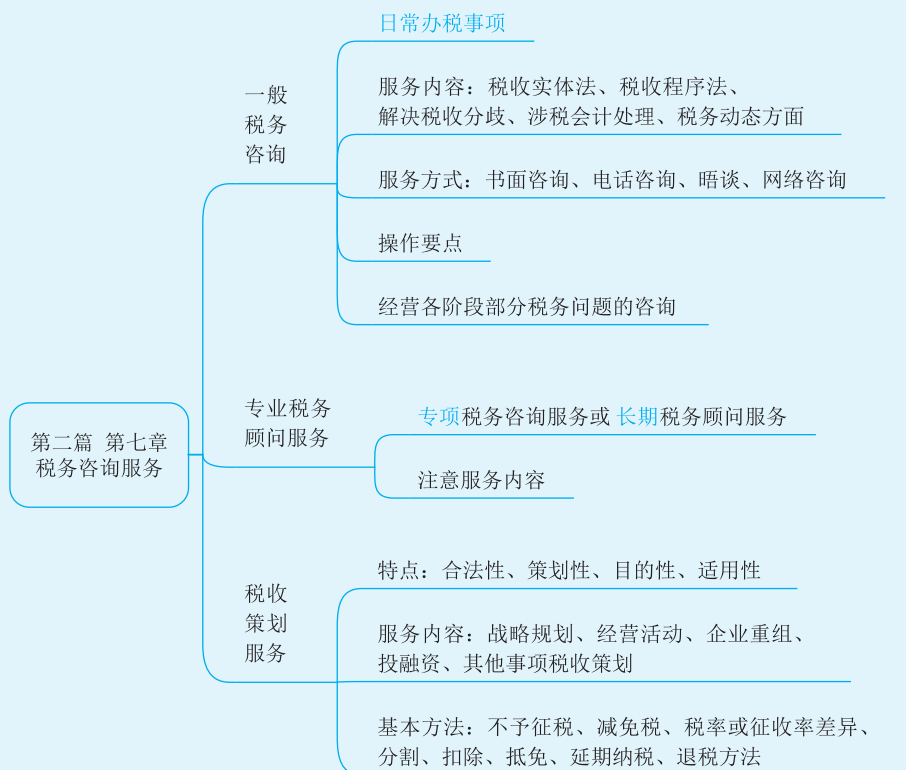 日常办税事项
一般
税务
咨询
服务内容：税收实体法、税收程序法、
解决税收分歧、涉税会计处理、税务动态方面
服务方式：书面咨询、电话咨询、晤谈、网络咨询
操作要点
经营各阶段部分税务问题的咨询
第二篇 第七章
税务咨询服务
专业税务
顾问服务
专项税务咨询服务或 长期税务顾问服务
注意服务内容
税收
策划
服务
特点：合法性、策划性、目的性、适用性
服务内容：战略规划、经营活动、企业重组、
投融资、其他事项税收策划
基本方法：不予征税、减免税、税率或征收率差异、
分割、扣除、抵免、延期纳税、退税方法